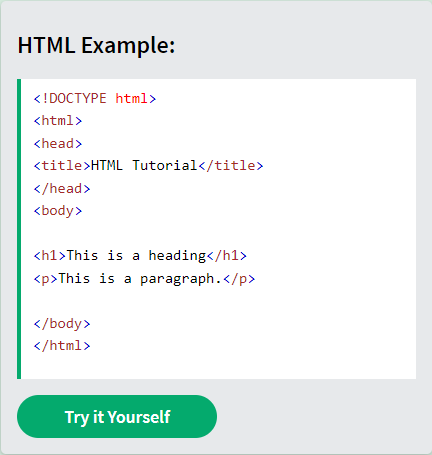 HTML Example:
<!DOCTYPE html>
<html>
<head>
<title>HTML Tutorial</title>
</head>
<body>
<h1>This is a heading</h1>
<p>This is a paragraph.</p>
</body>
</html>
Try it Yourself